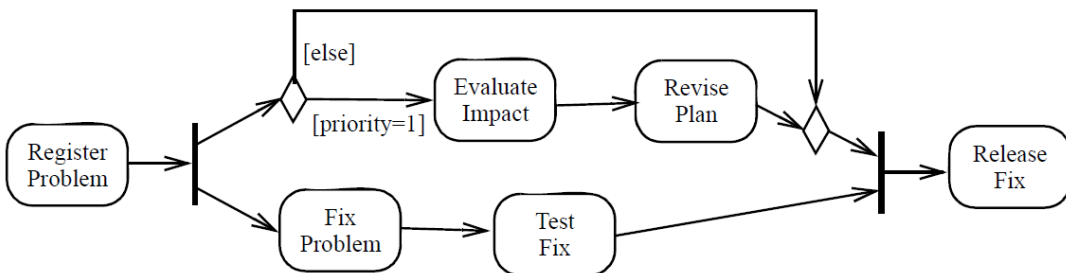 [else]
Evaluate
Impact
Revise
Plan
[priority=1]
Register
Problem
Release
Fix
Fix
Problem
Test
Fix